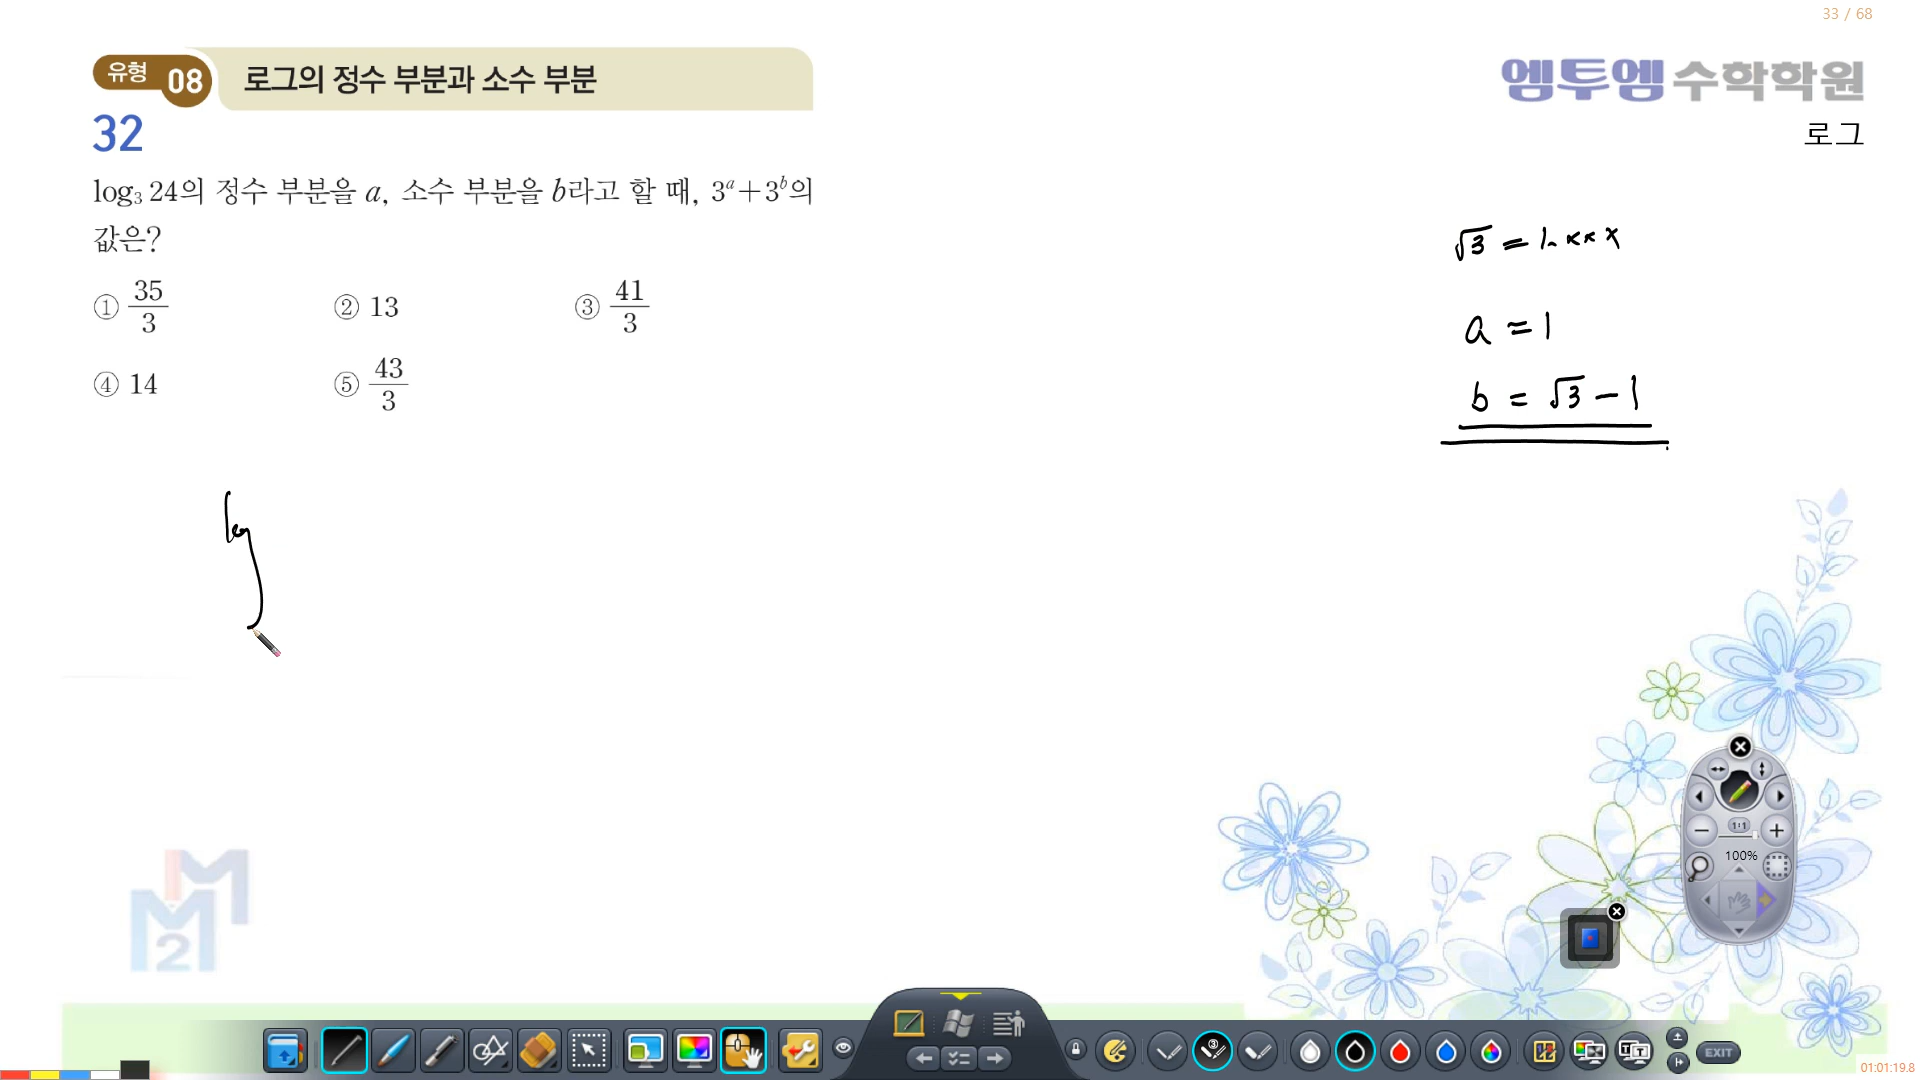 33 / 68
유형 08 로그의 정수 부분과 소수 부분
엠투엠수학학원
로그
32
log₃ 24의 정수 부분을 a, 소수 부분을 b라고 할 때, 3ᵃ+3ᵇ의
값은?
① 35/3 ② 13 ③ 41/3
④ 14 ⑤ 43/3
√3 = 1.×××
a = 1
b = √3 − 1
log
M2M
100%
1:1
EXIT
01:01:19.8